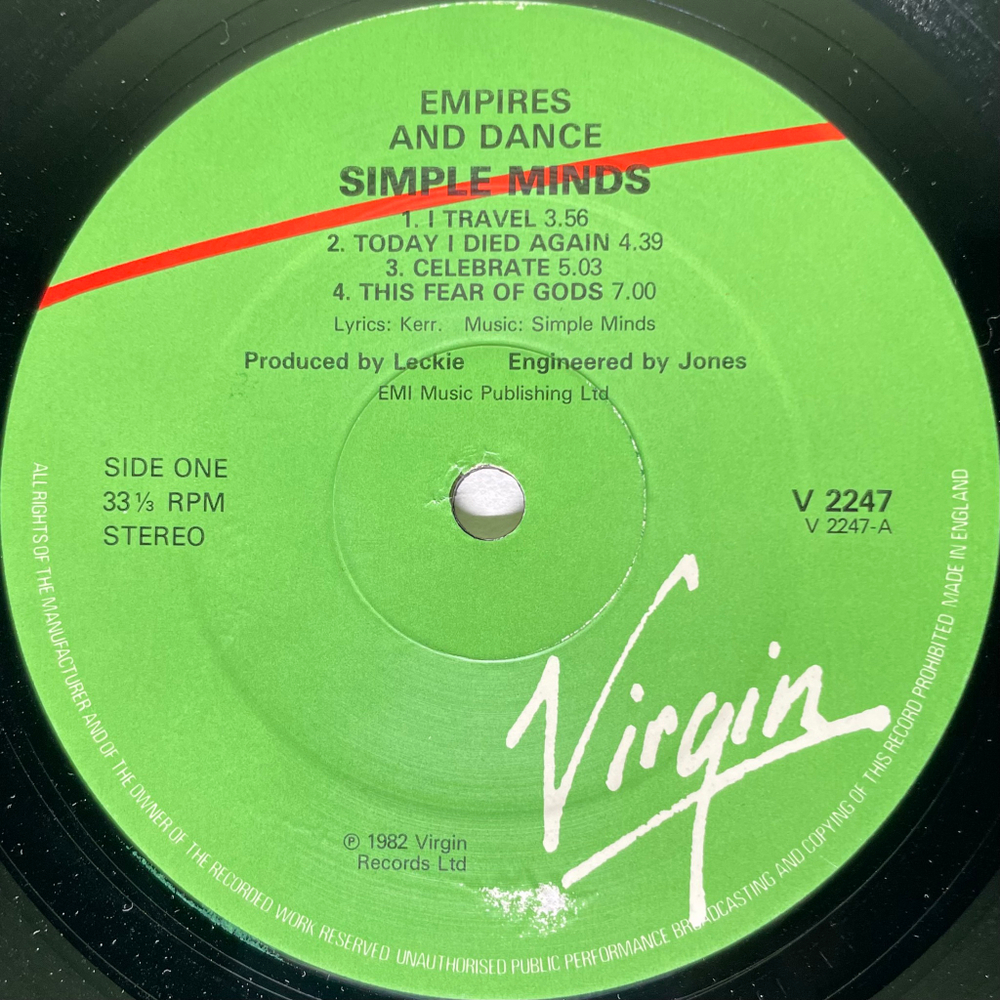 EMPIRES
AND DANCE
SIMPLE MINDS
1. I TRAVEL 3.56
2. TODAY I DIED AGAIN 4.39
3. CELEBRATE 5.03
4. THIS FEAR OF GODS 7.00
Lyrics: Kerr. Music: Simple Minds
Produced by Leckie Engineered by Jones
EMI Music Publishing Ltd
SIDE ONE
33 ⅓ RPM
STEREO
V 2247
V 2247-A
Virgin
℗ 1982 Virgin
Records Ltd
ALL RIGHTS OF THE MANUFACTURER AND OF THE OWNER OF THE RECORDED WORK RESERVED UNAUTHORISED PUBLIC PERFORMANCE BROADCASTING AND COPYING OF THIS RECORD PROHIBITED MADE IN ENGLAND